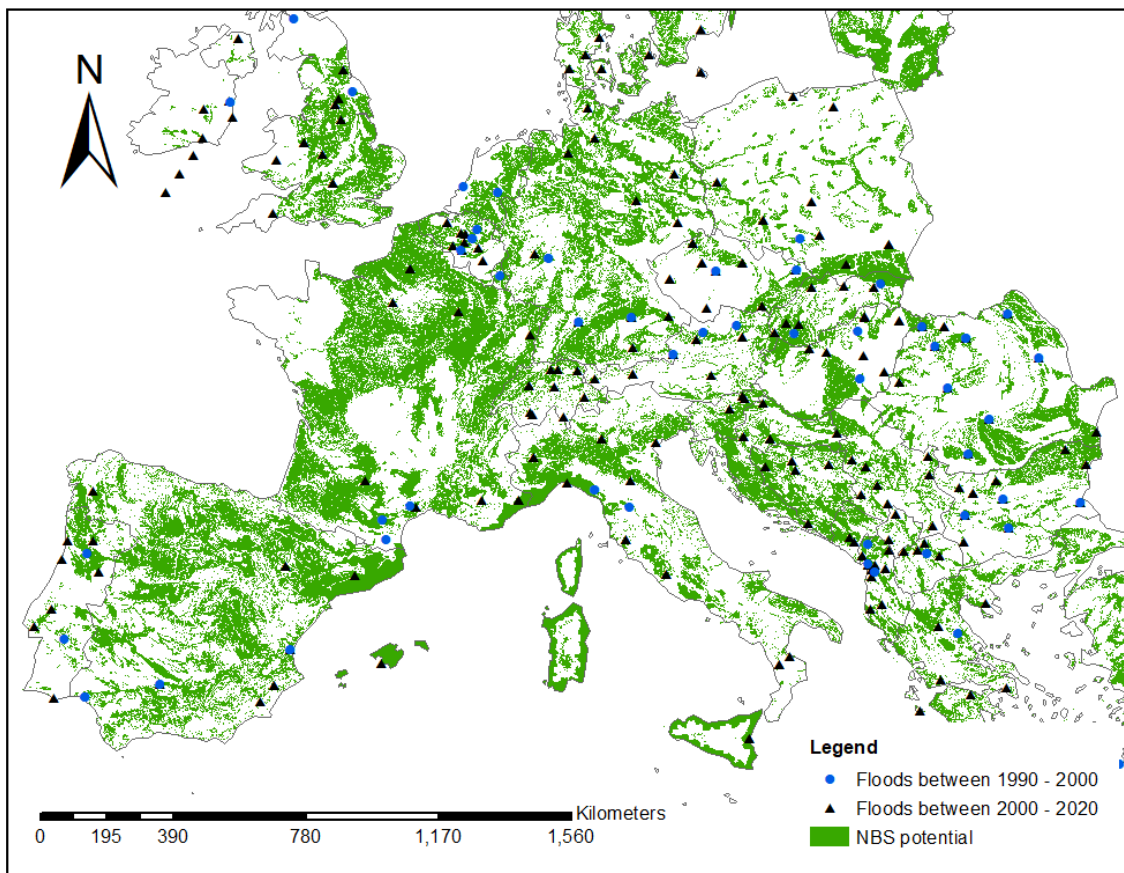 N
Legend
Floods between 1990 - 2000
Floods between 2000 - 2020
NBS potential
Kilometers
0 195 390 780 1,170 1,560